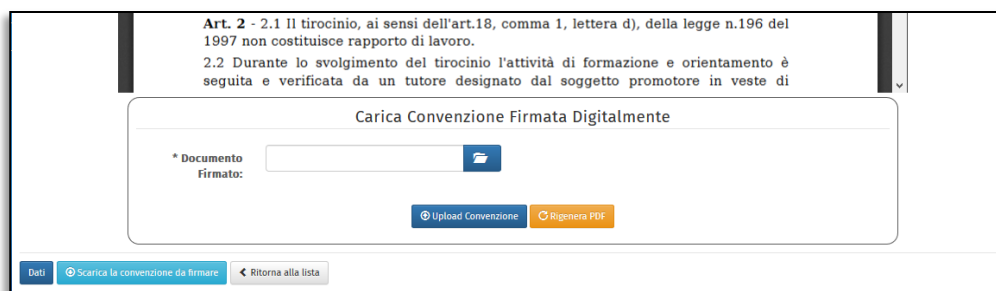 Art. 2 - 2.1 Il tirocinio, ai sensi dell'art.18, comma 1, lettera d), della legge n.196 del
1997 non costituisce rapporto di lavoro.
2.2 Durante lo svolgimento del tirocinio l'attività di formazione e orientamento è
seguita e verificata da un tutore designato dal soggetto promotore in veste di
Carica Convenzione Firmata Digitalmente
* Documento
Firmato:
Upload Convenzione Rigenera PDF
Dati Scarica la convenzione da firmare Ritorna alla lista